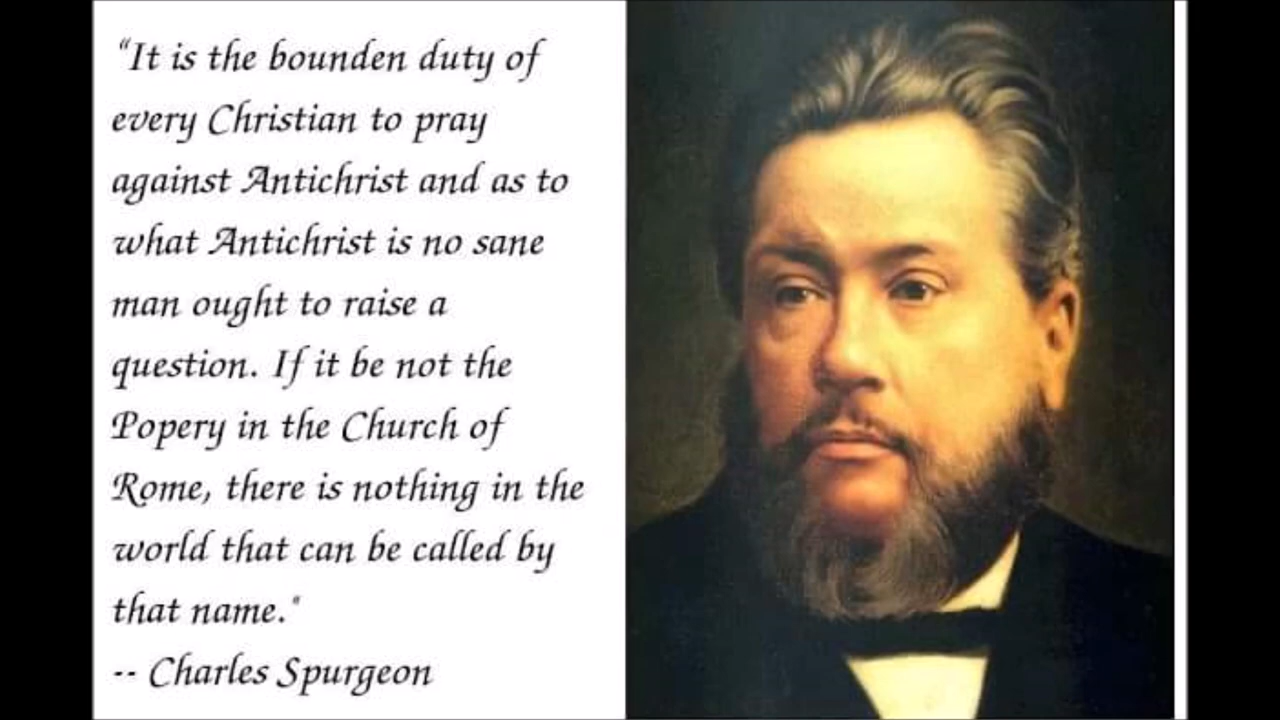 "It is the bounden duty of
every Christian to pray
against Antichrist and as to
what Antichrist is no sane
man ought to raise a
question. If it be not the
Popery in the Church of
Rome, there is nothing in the
world that can be called by
that name."
-- Charles Spurgeon